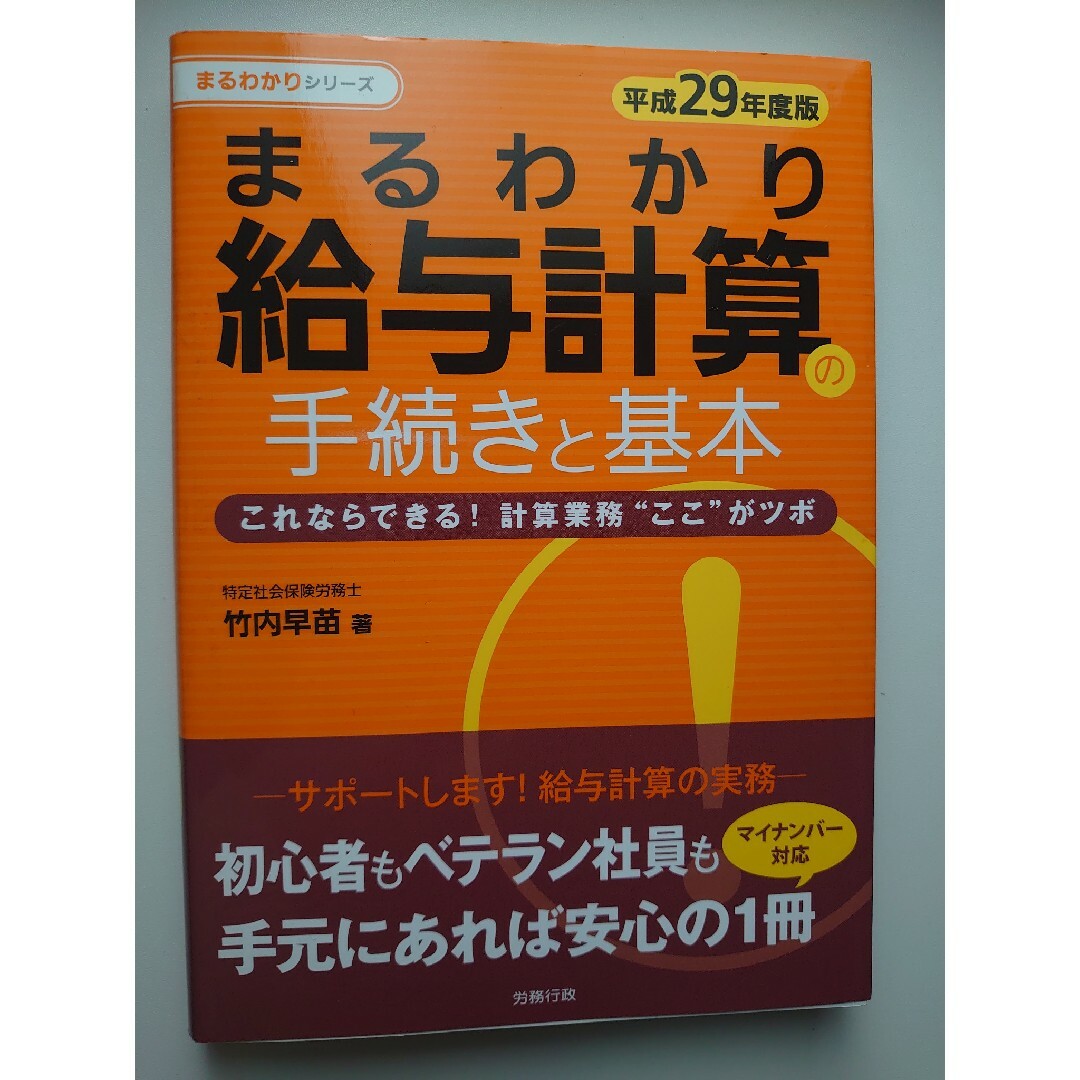 まるわかりシリーズ
平成29年度版
まるわかり
給与計算の
手続きと基本
これならできる！計算業務“ここ”がツボ
特定社会保険労務士
竹内早苗 著
―サポートします！給与計算の実務―
初心者もベテラン社員も
マイナンバー
対応
手元にあれば安心の1冊
労務行政